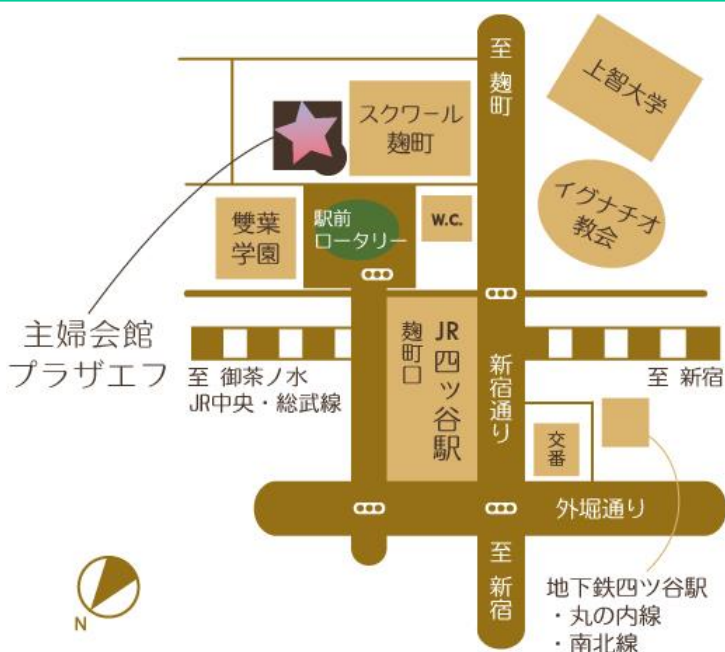 至 麹町
上智大学
スクワール
麹町
イグナチオ
教会
雙葉
学園
駅前
ロータリー
W.C.
主婦会館
プラザエフ
至 御茶ノ水
JR中央・総武線
JR 四ツ谷駅
麹町口
新宿通り
至 新宿
交番
外堀通り
至 新宿
地下鉄四ツ谷駅
・丸の内線
・南北線
N